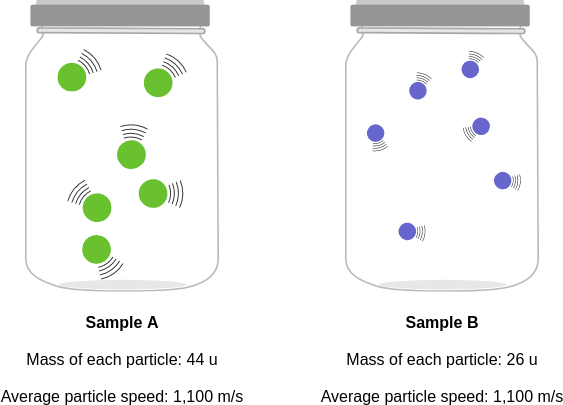 Sample A
Mass of each particle: 44 u
Average particle speed: 1,100 m/s
Sample B
Mass of each particle: 26 u
Average particle speed: 1,100 m/s